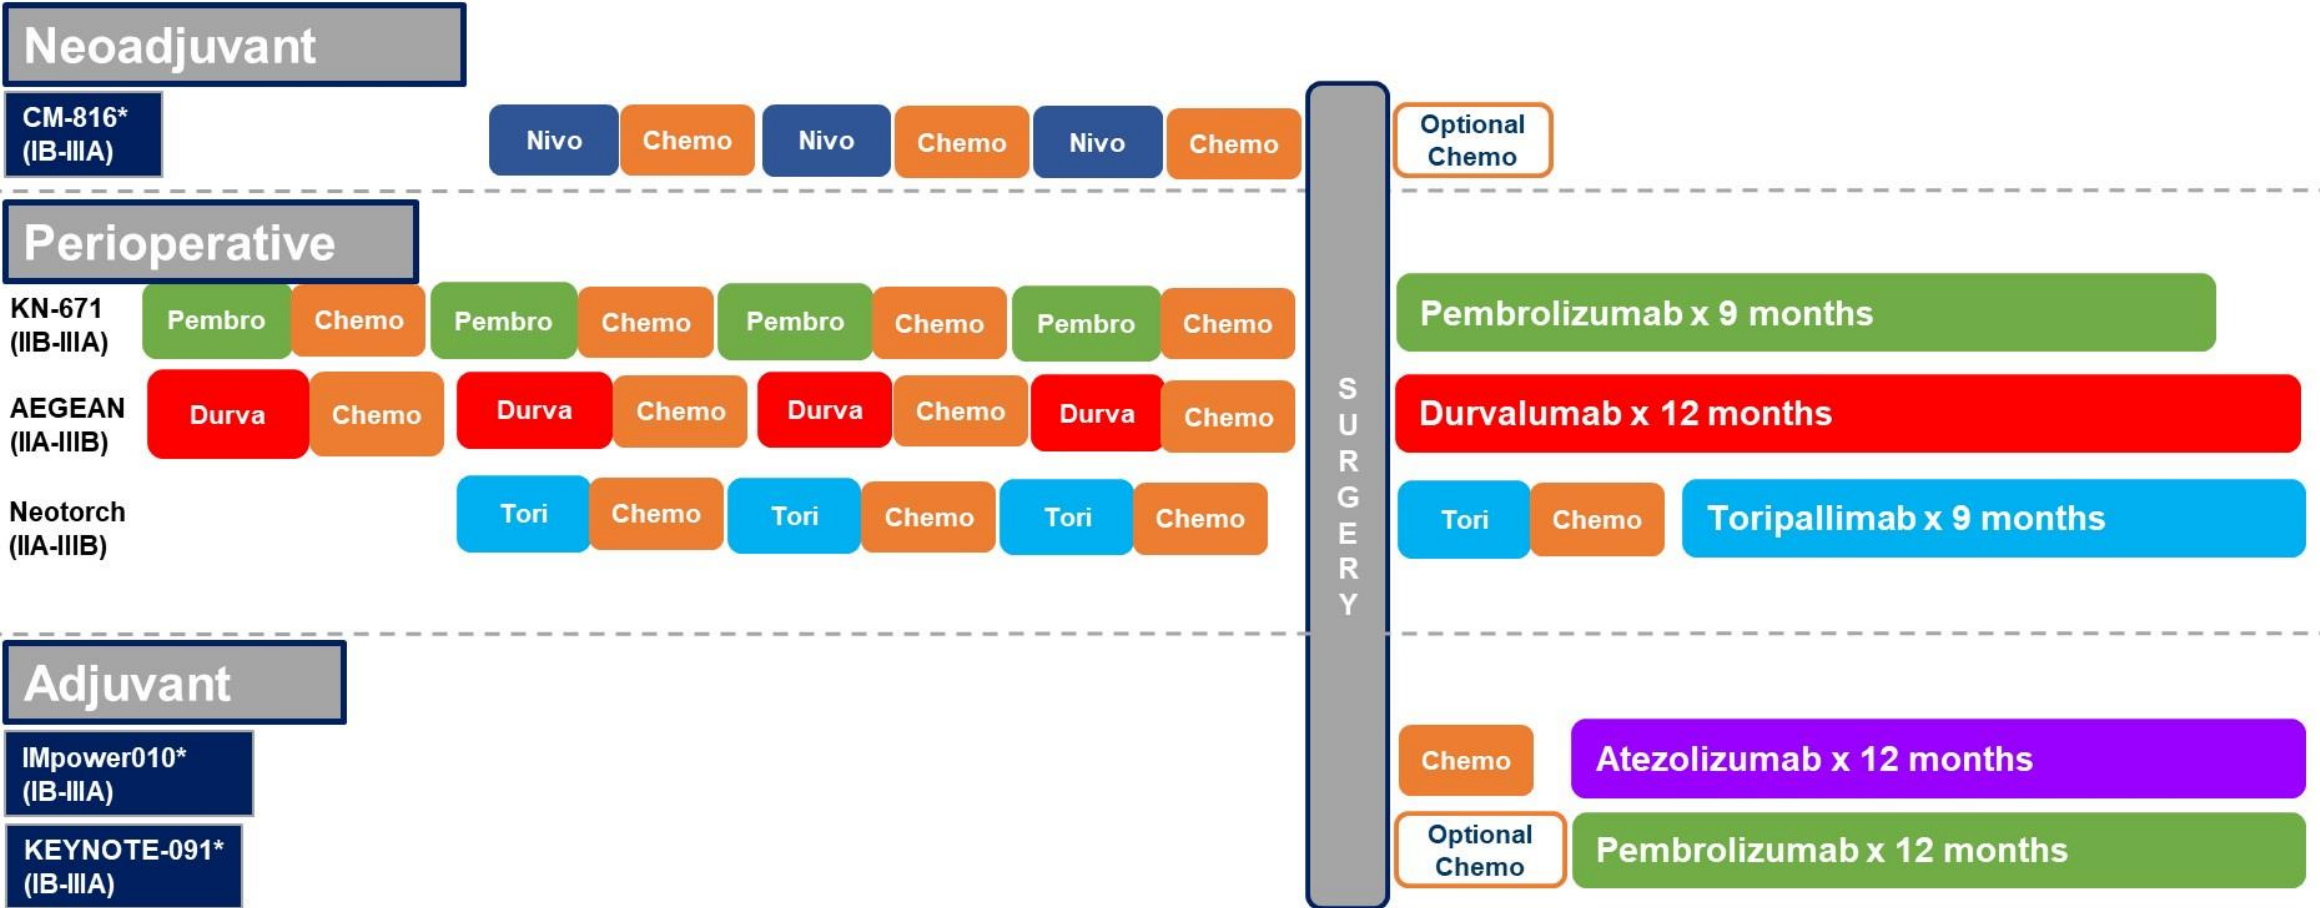 Neoadjuvant
CM-816*
(IB-IIIA)
Nivo Chemo Nivo Chemo Nivo Chemo
Optional
Chemo
Perioperative
KN-671
(IIB-IIIA)
Pembro Chemo Pembro Chemo Pembro Chemo Pembro Chemo
Pembrolizumab x 9 months
AEGEAN
(IIA-IIIB)
Durva Chemo Durva Chemo Durva Chemo Durva Chemo
Durvalumab x 12 months
Neotorch
(IIA-IIIB)
Tori Chemo Tori Chemo Tori Chemo
Tori Chemo Toripallimab x 9 months
S
U
R
G
E
R
Y
Adjuvant
IMpower010*
(IB-IIIA)
Chemo Atezolizumab x 12 months
KEYNOTE-091*
(IB-IIIA)
Optional
Chemo
Pembrolizumab x 12 months